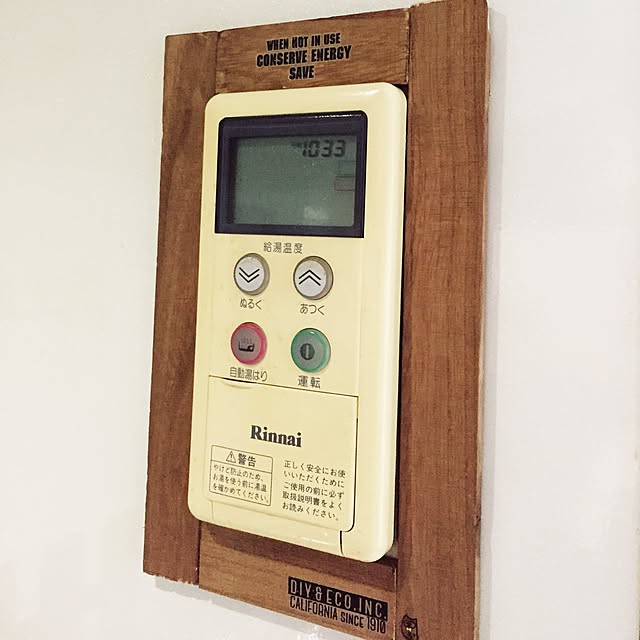 WHEN NOT IN USE
CONSERVE ENERGY
SAVE
1033
給湯温度
ぬるく あつく
自動湯はり 運転
Rinnai
警告
やけど防止のため、
お湯を使う前に湯温
を確かめてください。
正しく安全にお使
いいただくために
ご使用の前に必ず
取扱説明書をよく
お読みください。
DIY&ECO.INC.
CALIFORNIA SINCE 1910